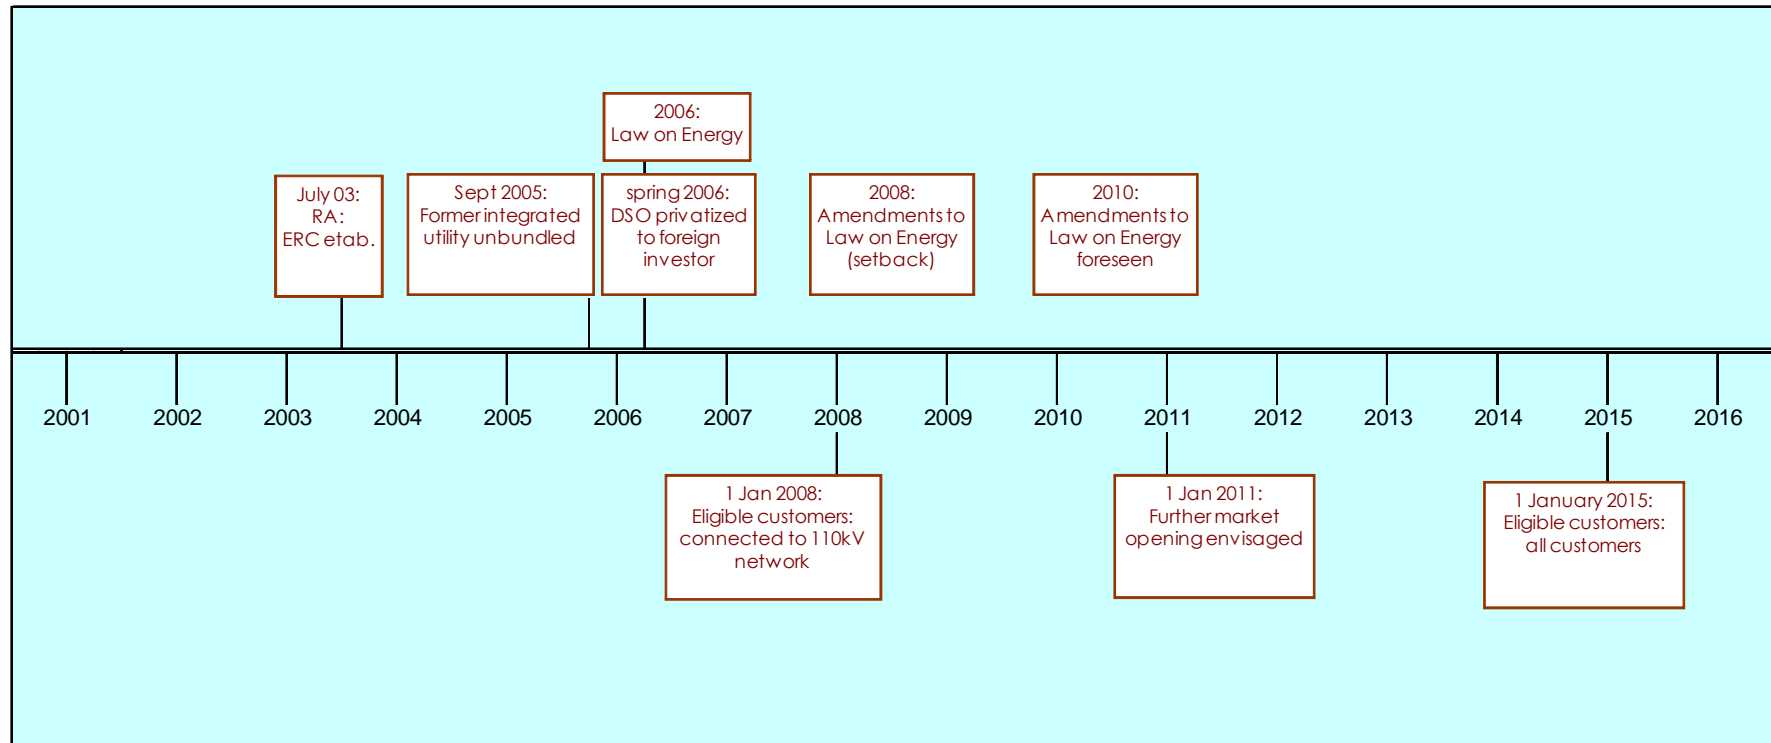 2006:
Law on Energy
July 03:
RA:
ERC etab.
Sept 2005:
Former integrated
utility unbundled
spring 2006:
DSO privatized
to foreign
investor
2008:
Amendments to
Law on Energy
(setback)
2010:
Amendments to
Law on Energy
foreseen
2001 2002 2003 2004 2005 2006 2007 2008 2009 2010 2011 2012 2013 2014 2015 2016
1 Jan 2008:
Eligible customers:
connected to 110kV
network
1 Jan 2011:
Further market
opening envisaged
1 January 2015:
Eligible customers:
all customers